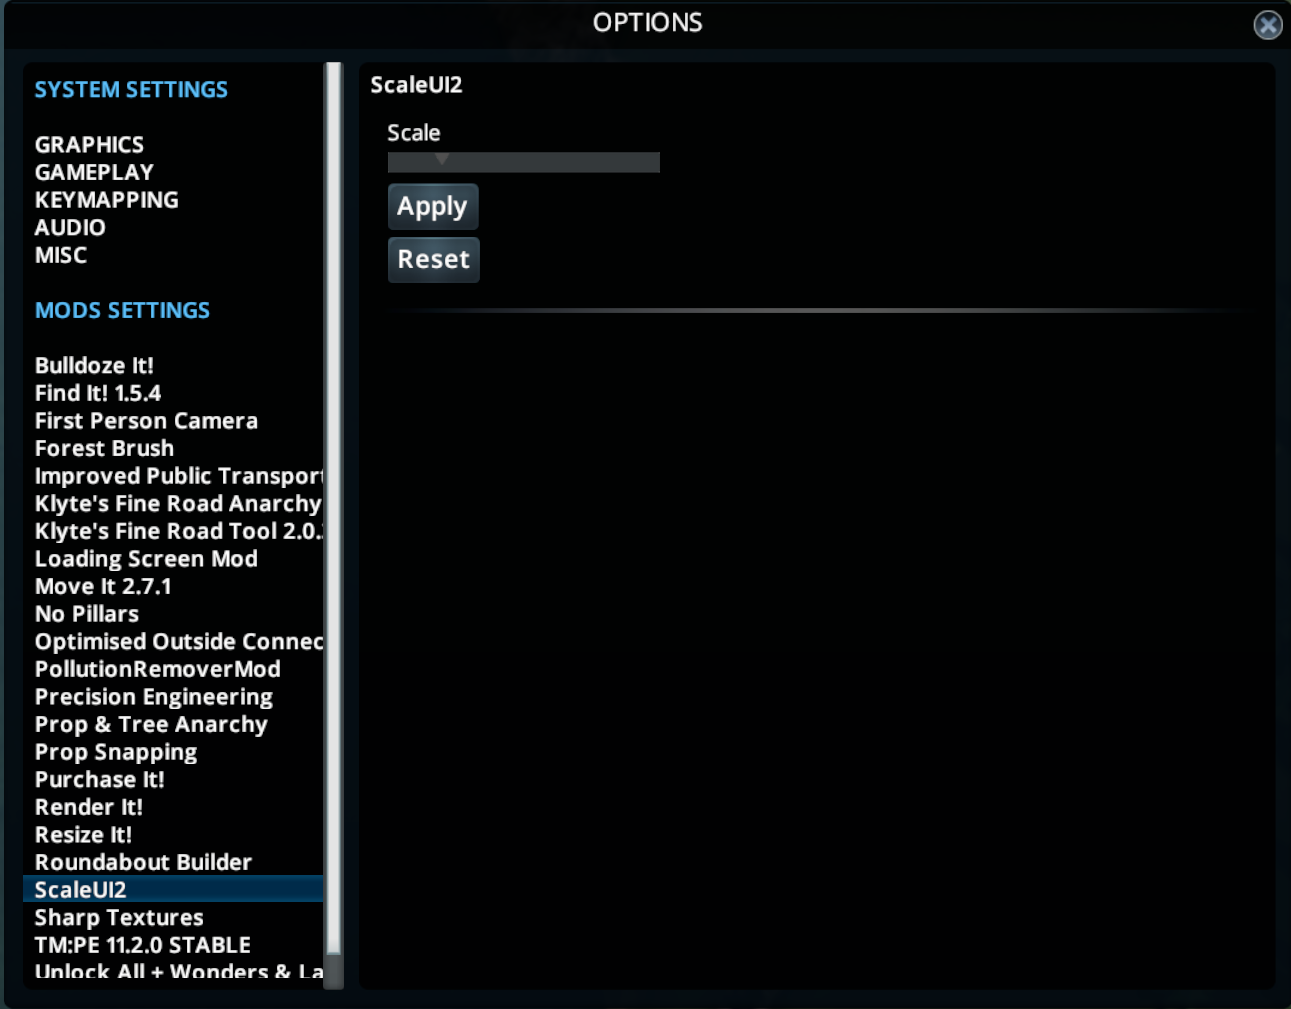 OPTIONS
SYSTEM SETTINGS
GRAPHICS
GAMEPLAY
KEYMAPPING
AUDIO
MISC
MODS SETTINGS
Bulldoze It!
Find It! 1.5.4
First Person Camera
Forest Brush
Improved Public Transport
Klyte's Fine Road Anarchy
Klyte's Fine Road Tool 2.0.
Loading Screen Mod
Move It 2.7.1
No Pillars
Optimised Outside Connec
PollutionRemoverMod
Precision Engineering
Prop & Tree Anarchy
Prop Snapping
Purchase It!
Render It!
Resize It!
Roundabout Builder
ScaleUI2
Sharp Textures
TM:PE 11.2.0 STABLE
Unlock All + Wonders & La
ScaleUI2
Scale
Apply
Reset